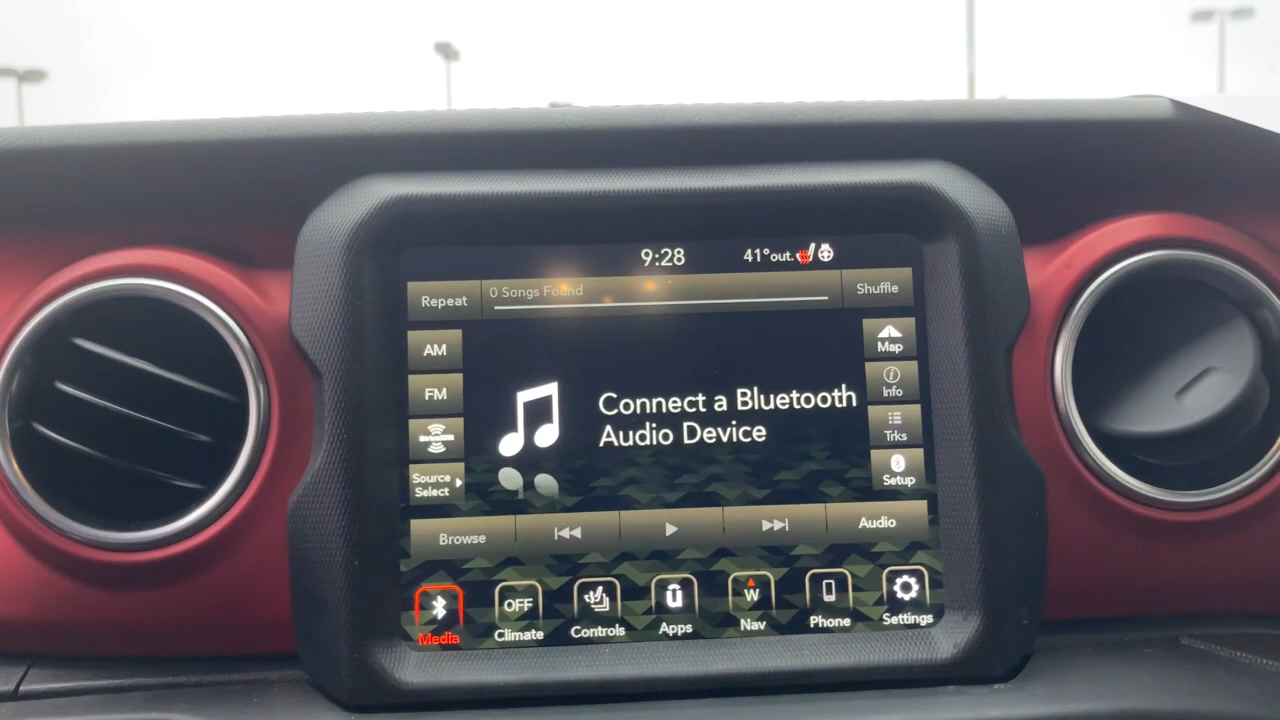 9:28
41°out.
Repeat
0 Songs Found
Shuffle
AM
FM
SiriusXM
Source
Select
Connect a Bluetooth
Audio Device
Map
Info
Trks
Setup
Browse
Audio
OFF
W
Media
Climate
Controls
Apps
Nav
Phone
Settings